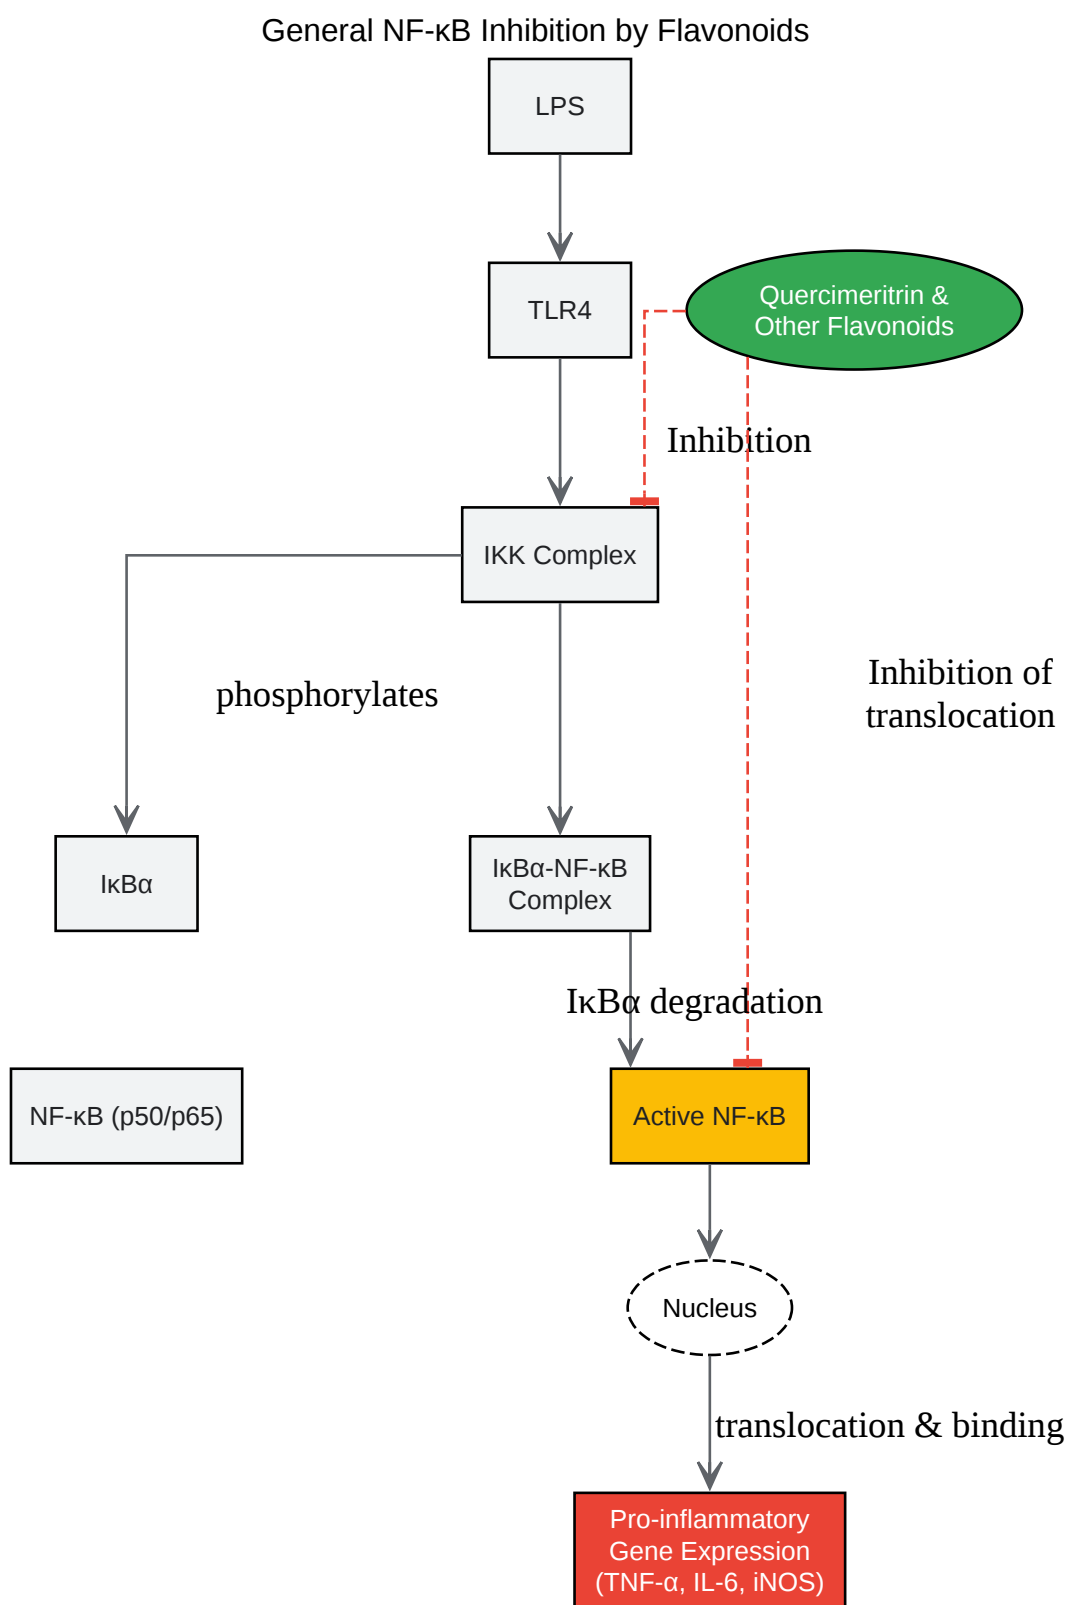 General NF-κB Inhibition by Flavonoids
LPS
TLR4
Quercimeritrin &
Other Flavonoids
Inhibition
IKK Complex
Inhibition of
translocation
phosphorylates
IκBα
IκBα-NF-κB
Complex
IκBα degradation
NF-κB (p50/p65)
Active NF-κB
Nucleus
translocation & binding
Pro-inflammatory
Gene Expression
(TNF-α, IL-6, iNOS)